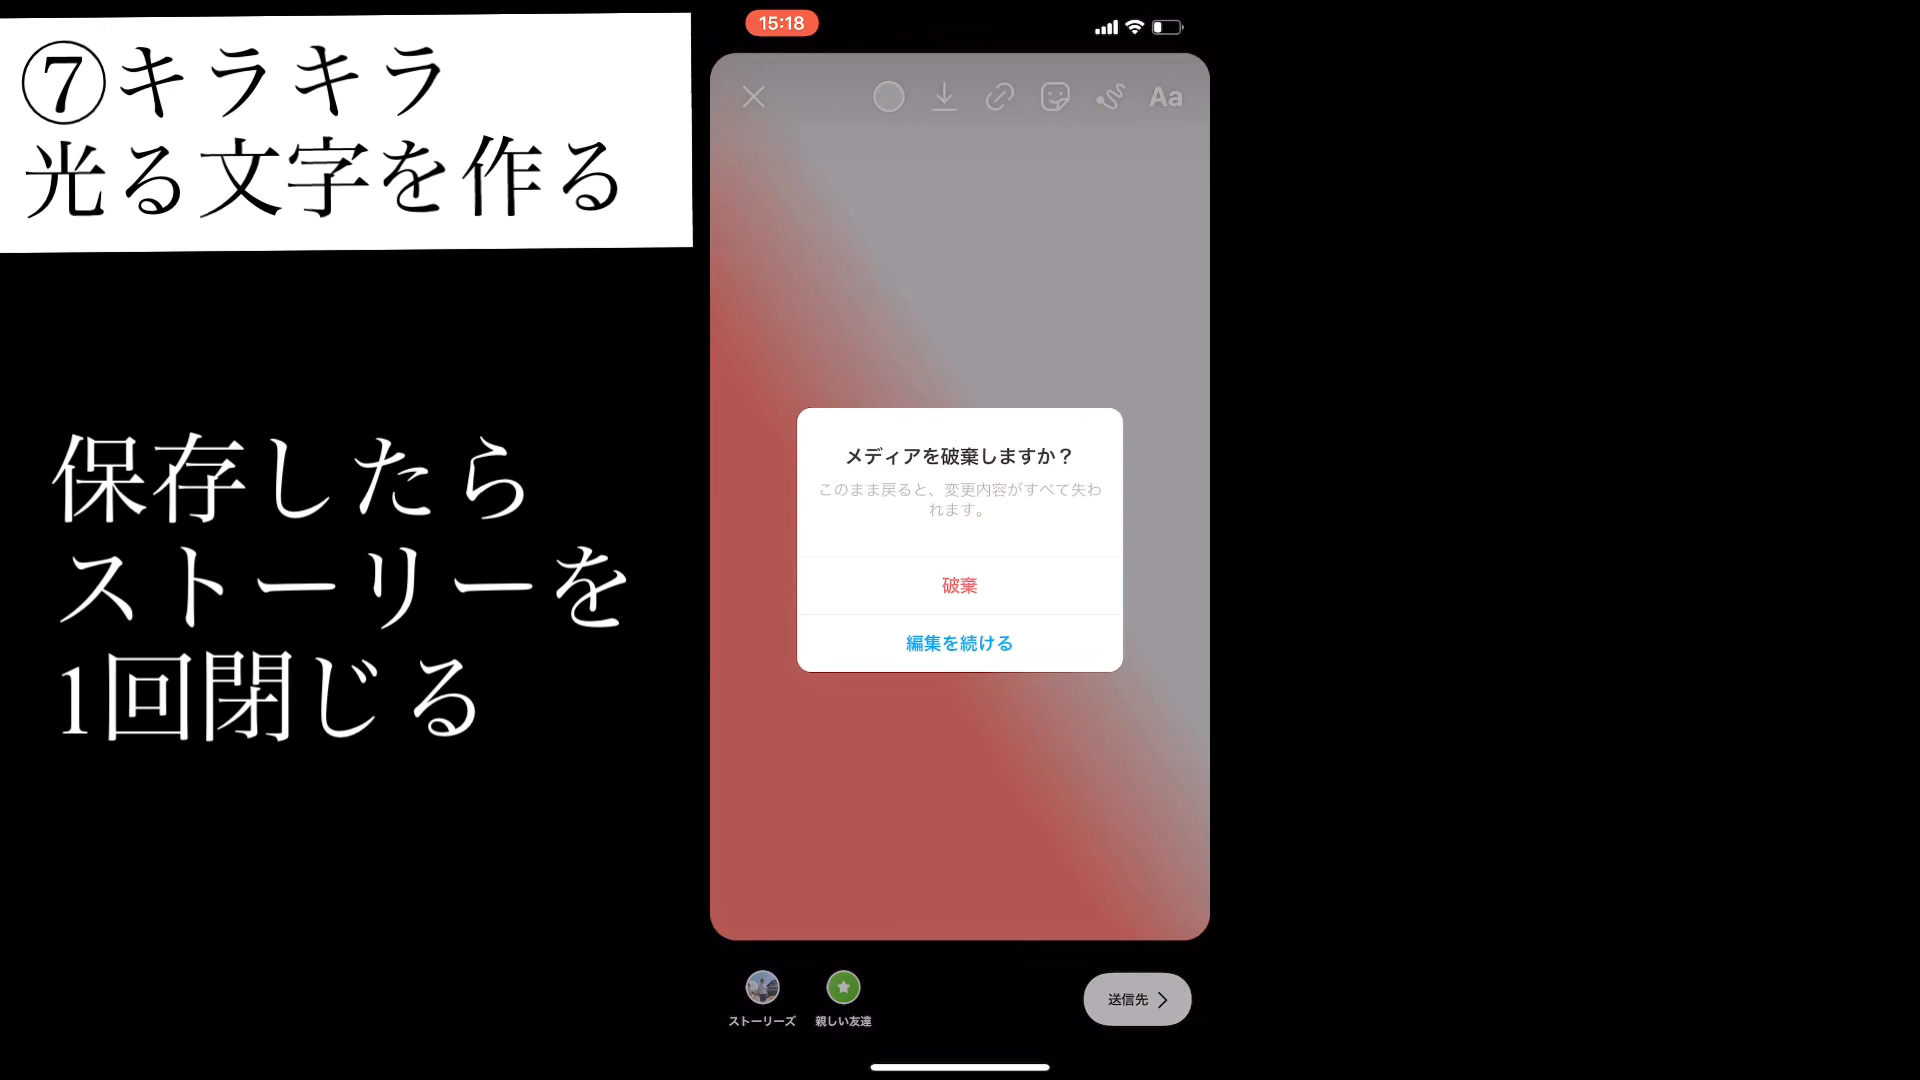 ⑦キラキラ
光る文字を作る
保存したら
ストーリーを
1回閉じる
15:18
Aa
メディアを破棄しますか？
このまま戻ると、変更内容がすべて失わ
れます。
破棄
編集を続ける
ストーリーズ
親しい友達
送信先